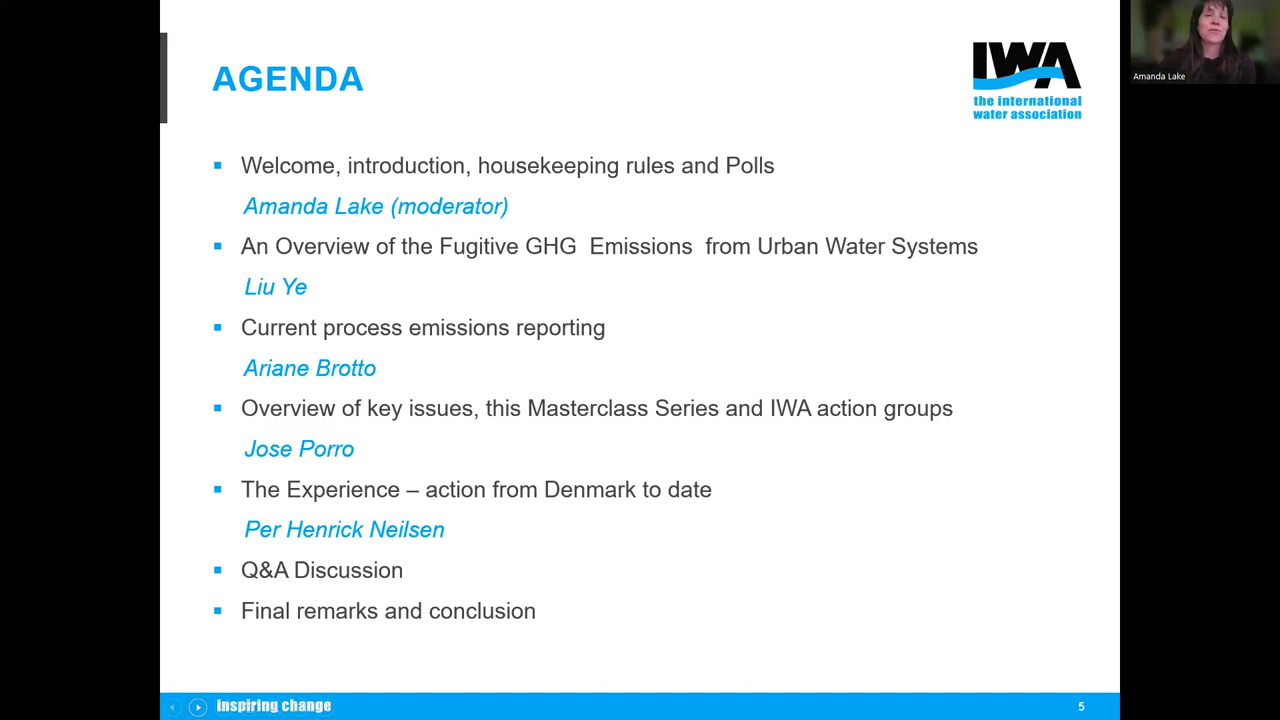 AGENDA
IWA
the international
water association
Amanda Lake
Welcome, introduction, housekeeping rules and Polls
Amanda Lake (moderator)
An Overview of the Fugitive GHG Emissions from Urban Water Systems
Liu Ye
Current process emissions reporting
Ariane Brotto
Overview of key issues, this Masterclass Series and IWA action groups
Jose Porro
The Experience – action from Denmark to date
Per Henrick Neilsen
Q&A Discussion
Final remarks and conclusion
inspiring change
5